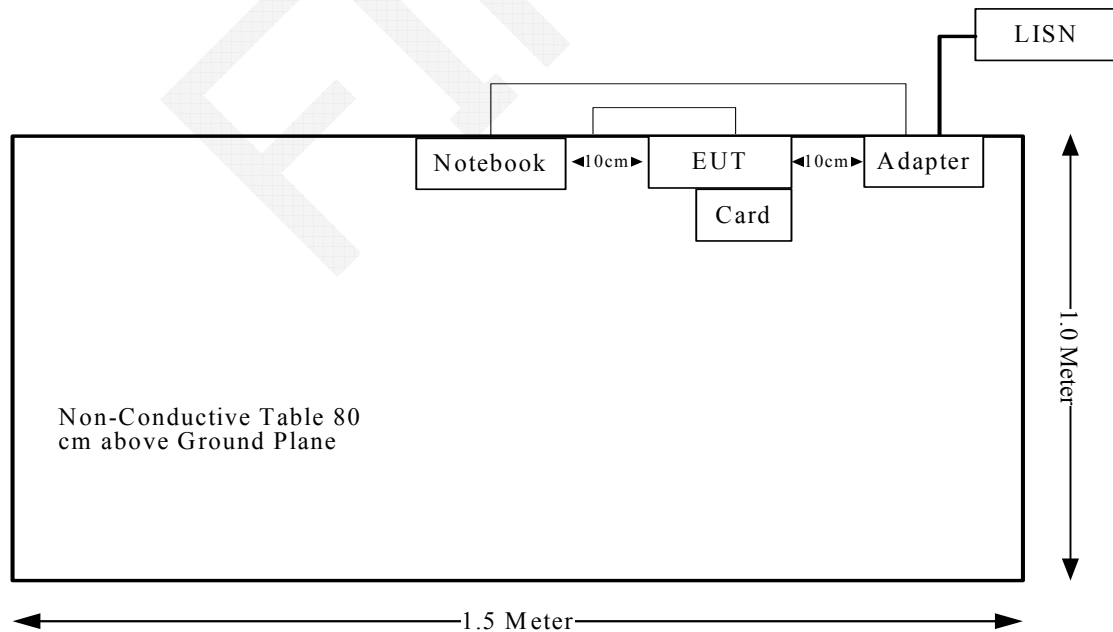 LISN
Notebook
10cm
EUT
10cm
Adapter
Card
1.0 Meter
Non-Conductive Table 80
cm above Ground Plane
1.5 Meter